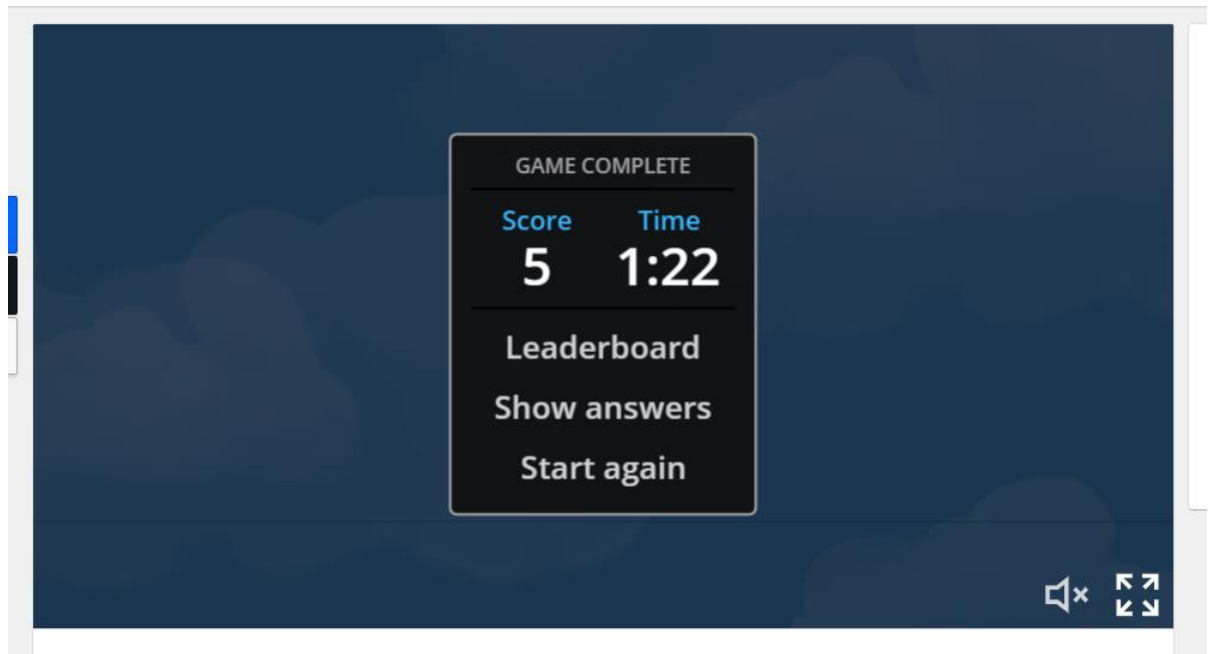 GAME COMPLETE
Score Time
5 1:22
Leaderboard
Show answers
Start again